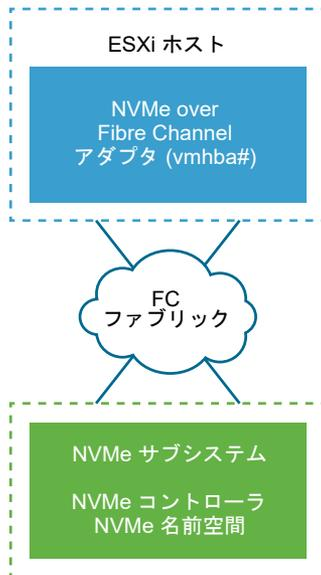 ESXi ホスト
NVMe over
Fibre Channel
アダプタ (vmhba#)
FC
ファブリック
NVMe サブシステム
NVMe コントローラ
NVMe 名前空間